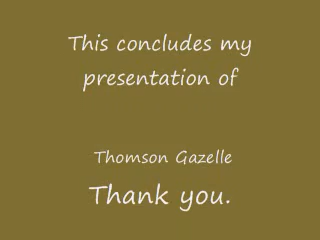 This concludes my
presentation of
Thomson Gazelle
Thank you.